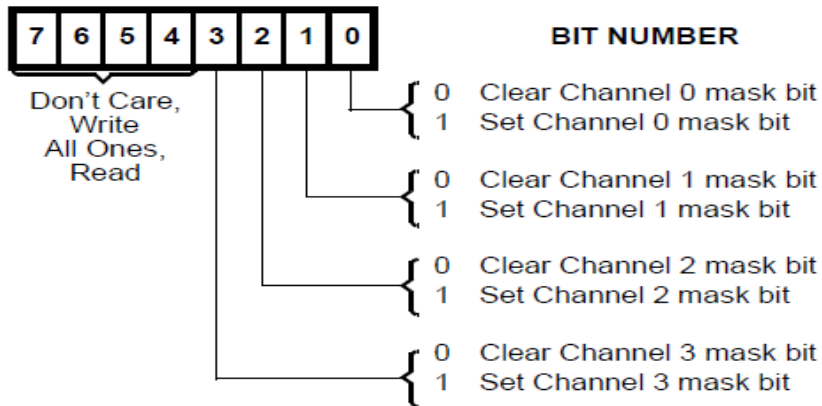 7 6 5 4 3 2 1 0
BIT NUMBER
Don't Care,
Write
All Ones,
Read
0 Clear Channel 0 mask bit
1 Set Channel 0 mask bit
0 Clear Channel 1 mask bit
1 Set Channel 1 mask bit
0 Clear Channel 2 mask bit
1 Set Channel 2 mask bit
0 Clear Channel 3 mask bit
1 Set Channel 3 mask bit